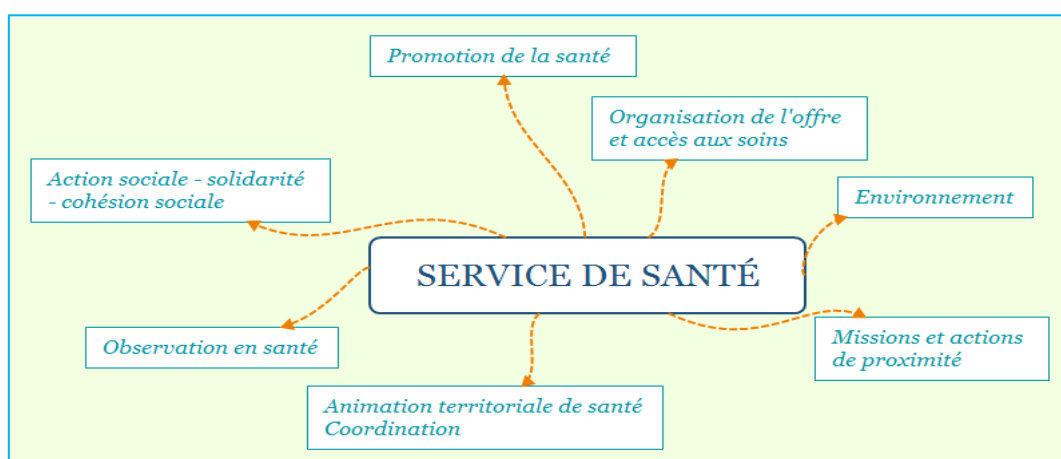 Promotion de la santé
Organisation de l'offre
et accès aux soins
Action sociale - solidarité
- cohésion sociale
Environnement
SERVICE DE SANTÉ
Observation en santé
Missions et actions
de proximité
Animation territoriale de santé
Coordination